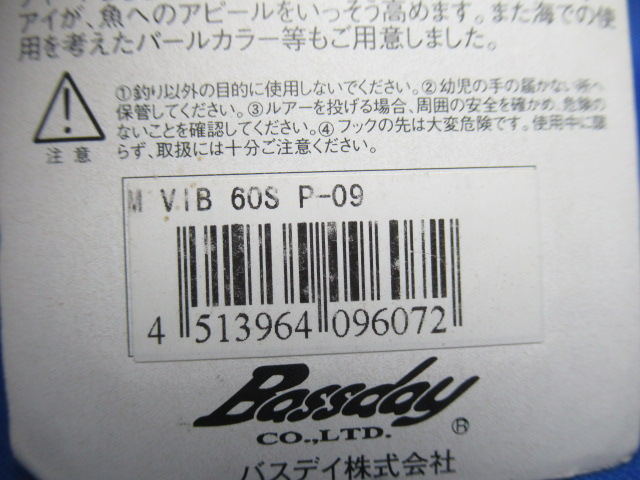 アイが、魚へのアピールをいっそう高めます。また海での使
用を考えたパールカラー等もご用意しました。
注意
①釣り以外の目的に使用しないでください。②幼児の手の届かない所へ
保管してください。③ルアーを投げる場合、周囲の安全を確かめ、危険の
ないことを確認してください。④フックの先は大変危険です。使用中に限
らず、取扱には十分ご注意ください。
M VIB 60S P-09
4 513964 096072
Bassday ®
CO.,LTD.
バスデイ株式会社